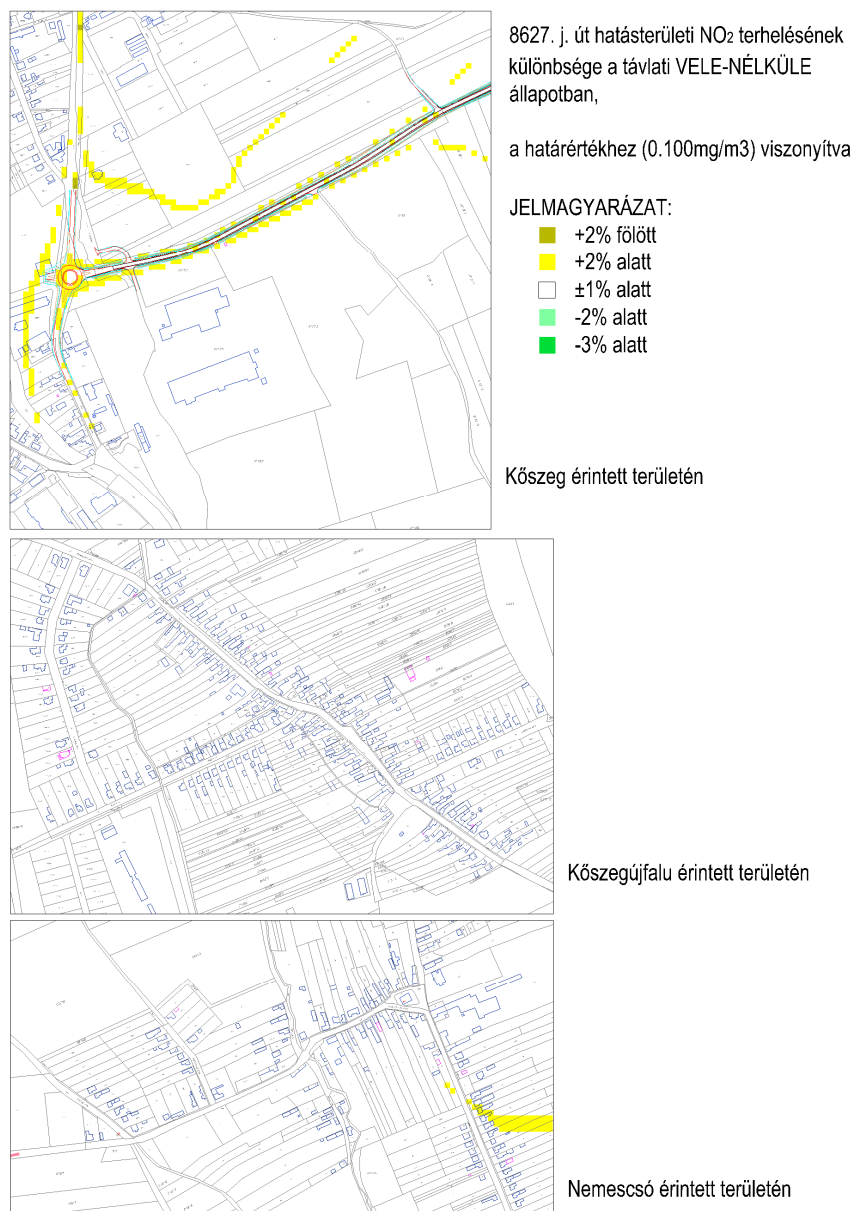 8627. j. út hatásterületi NO2 terhelésének
különbsége a távlati VELE-NÉLKÜLE
állapotban,
a határértékhez (0.100mg/m3) viszonyítva
JELMAGYARÁZAT:
+2% fölött
+2% alatt
±1% alatt
-2% alatt
-3% alatt
Kőszeg érintett területén
Kőszegújfalu érintett területén
Nemescsó érintett területén